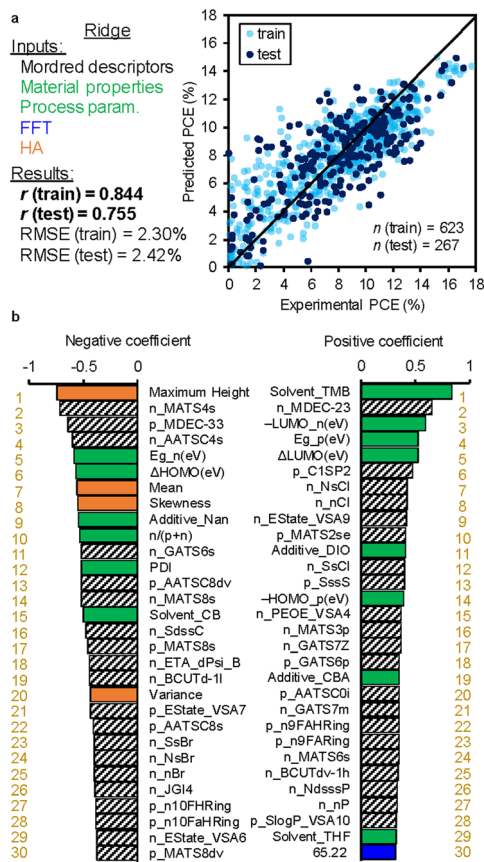 a
Ridge
Inputs:
Mordred descriptors
Material properties
Process param.
FFT
HA
Results:
r (train) = 0.844
r (test) = 0.755
RMSE (train) = 2.30%
RMSE (test) = 2.42%
Predicted PCE (%)
18
16
14
12
10
8
6
4
2
0
train
test
n (train) = 623
n (test) = 267
0 2 4 6 8 10 12 14 16 18
Experimental PCE (%)
b
Negative coefficient
-1 -0.5 0
1 Maximum Height
2 n_MATS4s
3 p_MDEC-33
4 n_AATSC4s
5 Eg_n(eV)
6 ΔHOMO(eV)
7 Mean
8 Skewness
9 Additive_Nan
10 n/(p+n)
11 n_GATS6s
12 PDI
13 p_AATSC8dv
14 n_MATS8s
15 Solvent_CB
16 n_SdssC
17 p_MATS8s
18 n_ETA_dPsi_B
19 n_BCUTd-1l
20 Variance
21 p_EState_VSA7
22 p_AATSC8s
23 n_SsBr
24 n_NsBr
25 n_nBr
26 n_JGI4
27 p_n10FHRing
28 p_n10FaHRing
29 n_EState_VSA6
30 p_MATS8dv
Positive coefficient
0 0.5 1
Solvent_TMB 1
n_MDEC-23 2
–LUMO_n(eV) 3
Eg_p(eV) 4
ΔLUMO(eV) 5
p_C1SP2 6
n_NsCl 7
n_nCl 8
n_EState_VSA9 9
p_MATS2se 10
Additive_DIO 11
n_SsCl 12
p_SssS 13
–HOMO_p(eV) 14
n_PEOE_VSA4 15
n_MATS3p 16
n_GATS7Z 17
p_GATS6p 18
Additive_CBA 19
p_AATSC0i 20
n_GATS7m 21
p_n9FAHRing 22
p_n9FARing 23
n_MATS6s 24
n_BCUTdv-1h 25
n_NdssS 26
n_nP 27
p_SlogP_VSA10 28
Solvent_THF 29
65.22 30